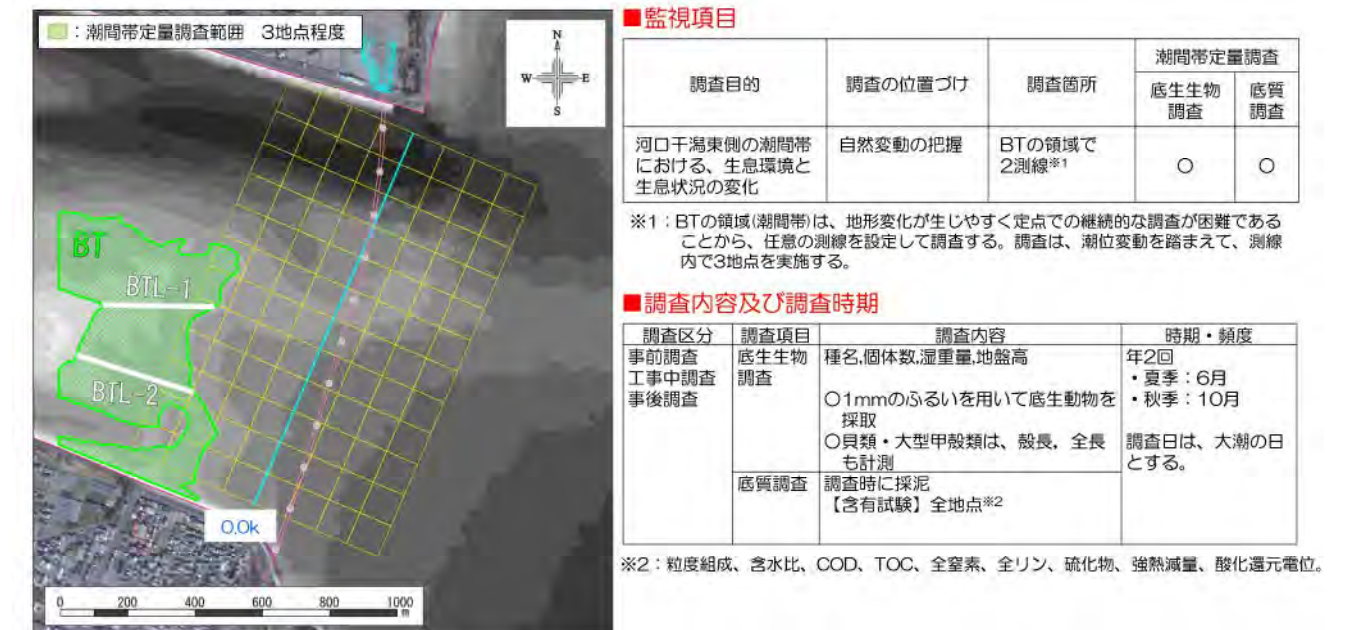 ：潮間帯定量調査範囲　3地点程度
N
W
E
S
BT
BTL-1
BTL-2
0.0k
0 200 400 600 800 1000
m
■監視項目
調査目的
調査の位置づけ
調査箇所
潮間帯定量調査
底生生物
調査
底質
調査
河口干潟東側の潮間帯
における、生息環境と
生息状況の変化
自然変動の把握
BTの領域で
2測線※1
○
○
※1：BTの領域(潮間帯)は、地形変化が生じやすく定点での継続的な調査が困難である
ことから、任意の測線を設定して調査する。調査は、潮位変動を踏まえて、測線
内で3地点を実施する。
■調査内容及び調査時期
調査区分
調査項目
調査内容
時期・頻度
事前調査
工事中調査
事後調査
底生生物
調査
種名,個体数,湿重量,地盤高
○1mmのふるいを用いて底生動物を
採取
○貝類・大型甲殻類は、殻長，全長
も計測
年2回
・夏季：6月
・秋季：10月
調査日は、大潮の日
とする。
底質調査
調査時に採泥
【含有試験】全地点※2
※2：粒度組成、含水比、COD、TOC、全窒素、全リン、硫化物、強熱減量、酸化還元電位。